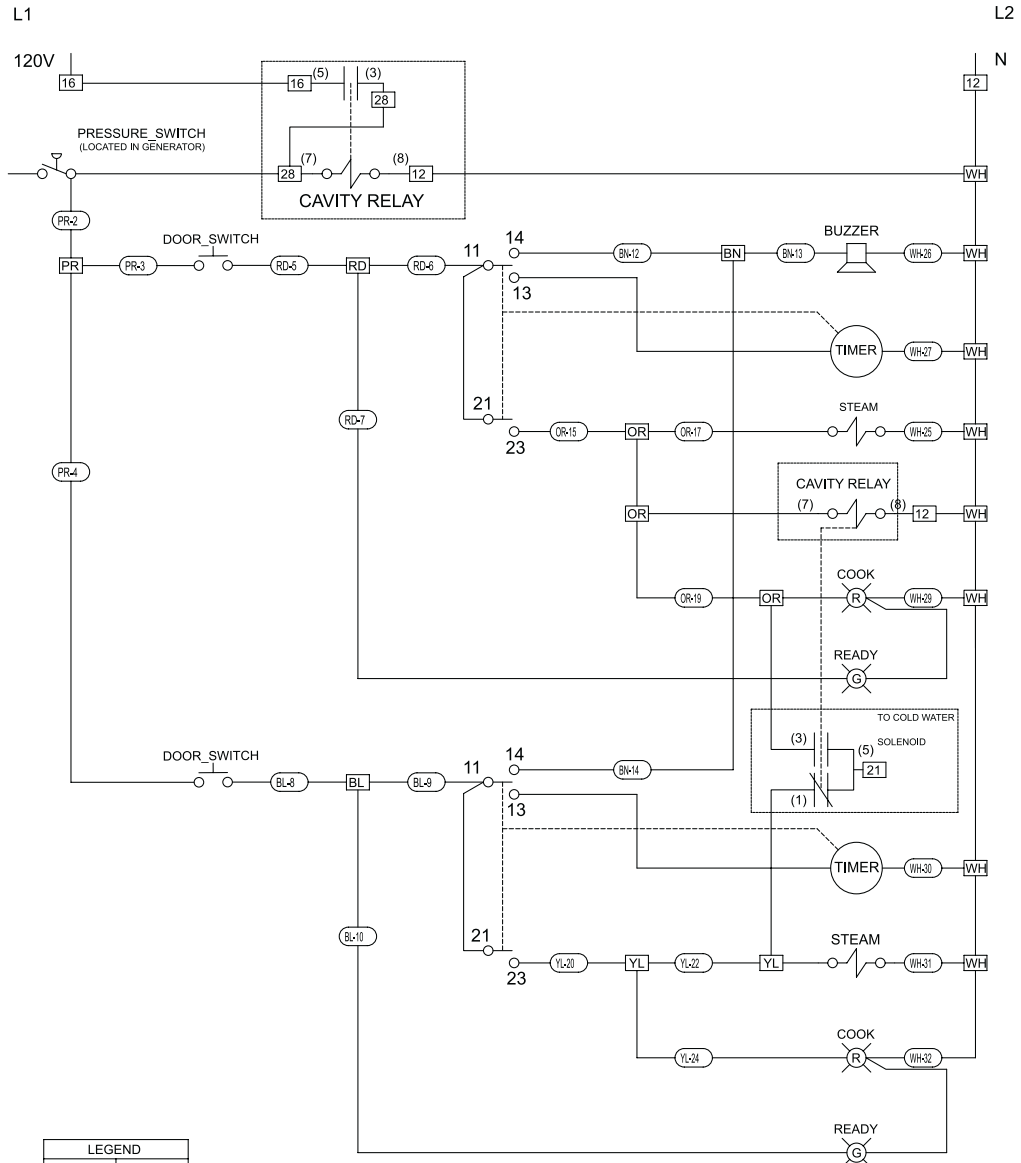 L1
L2
120V
N
16
16
(5)
(3)
28
12
PRESSURE_SWITCH
(LOCATED IN GENERATOR)
28
(7)
(8)
12
WH
CAVITY RELAY
PR-2
DOOR_SWITCH
PR
PR-3
RD-5
RD
RD-6
11
14
13
BN-12
BN
BN-13
BUZZER
WH-26
WH
TIMER
WH-27
WH
RD-7
21
23
OR-15
OR
OR-17
STEAM
WH-25
WH
PR-4
CAVITY RELAY
OR
(7)
(8)
12
WH
COOK
OR-19
OR
R
WH-29
WH
READY
G
TO COLD WATER
SOLENOID
(3)
(5)
21
(1)
DOOR_SWITCH
BL-8
BL
BL-9
11
14
13
BN-14
TIMER
WH-30
WH
BL-10
21
23
YL-20
YL
YL-22
YL
STEAM
WH-31
WH
COOK
YL-24
R
WH-32
READY
G
LEGEND